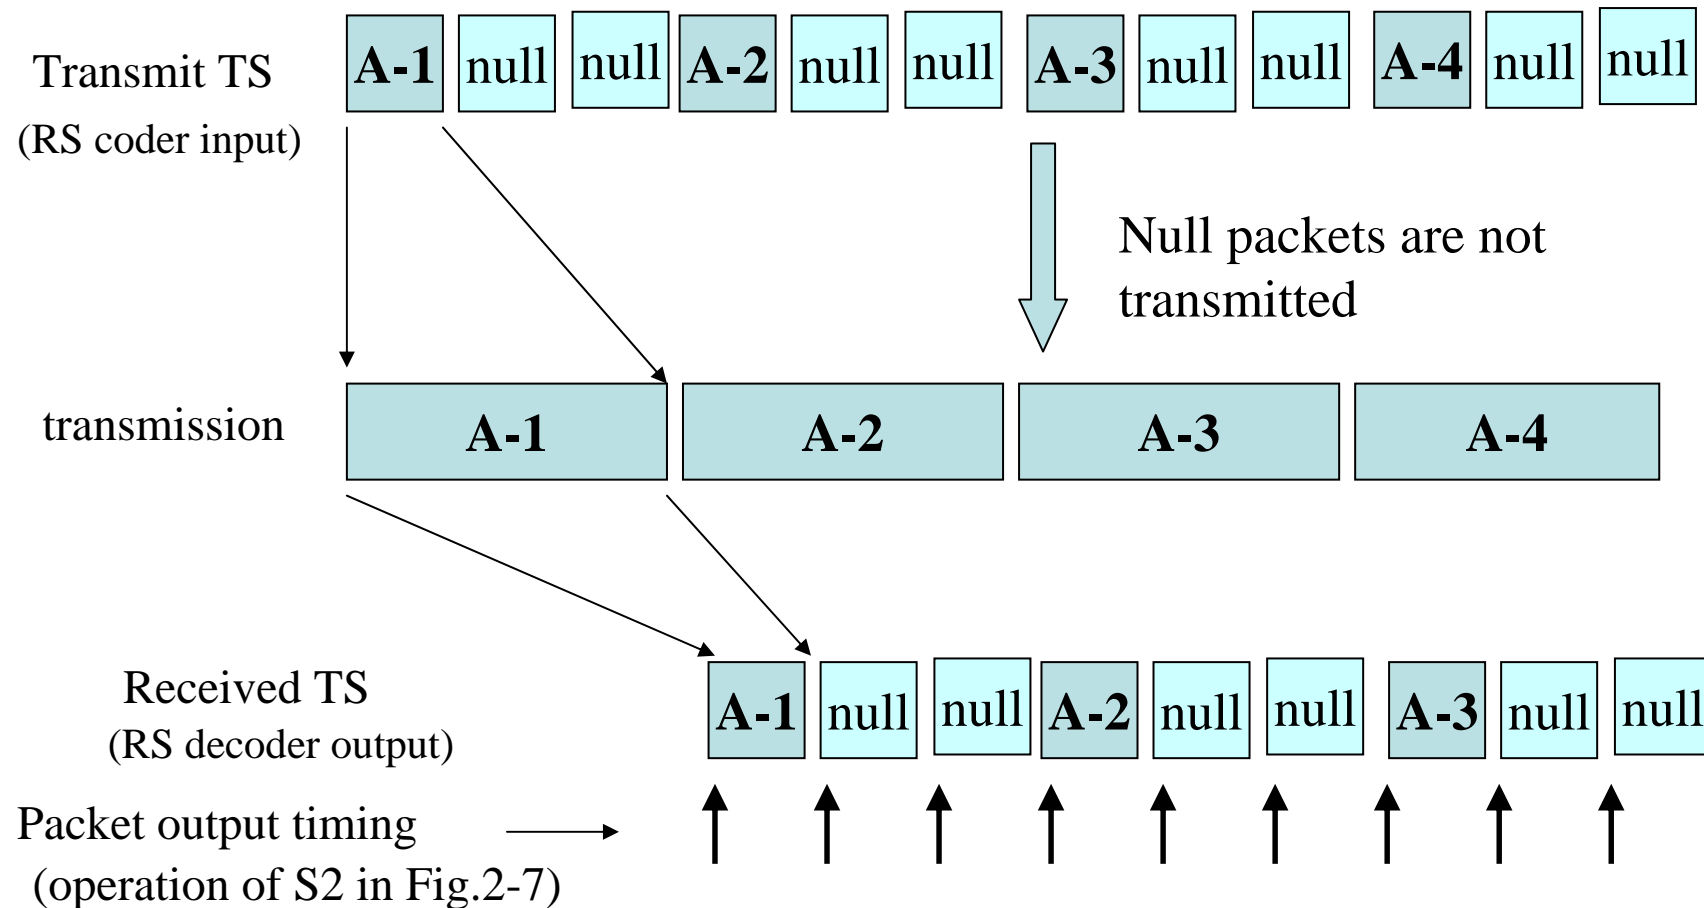 Transmit TS
(RS coder input)
A-1 null null A-2 null null A-3 null null A-4 null null
Null packets are not
transmitted
transmission
A-1 A-2 A-3 A-4
Received TS
(RS decoder output)
A-1 null null A-2 null null A-3 null null
Packet output timing
(operation of S2 in Fig.2-7)